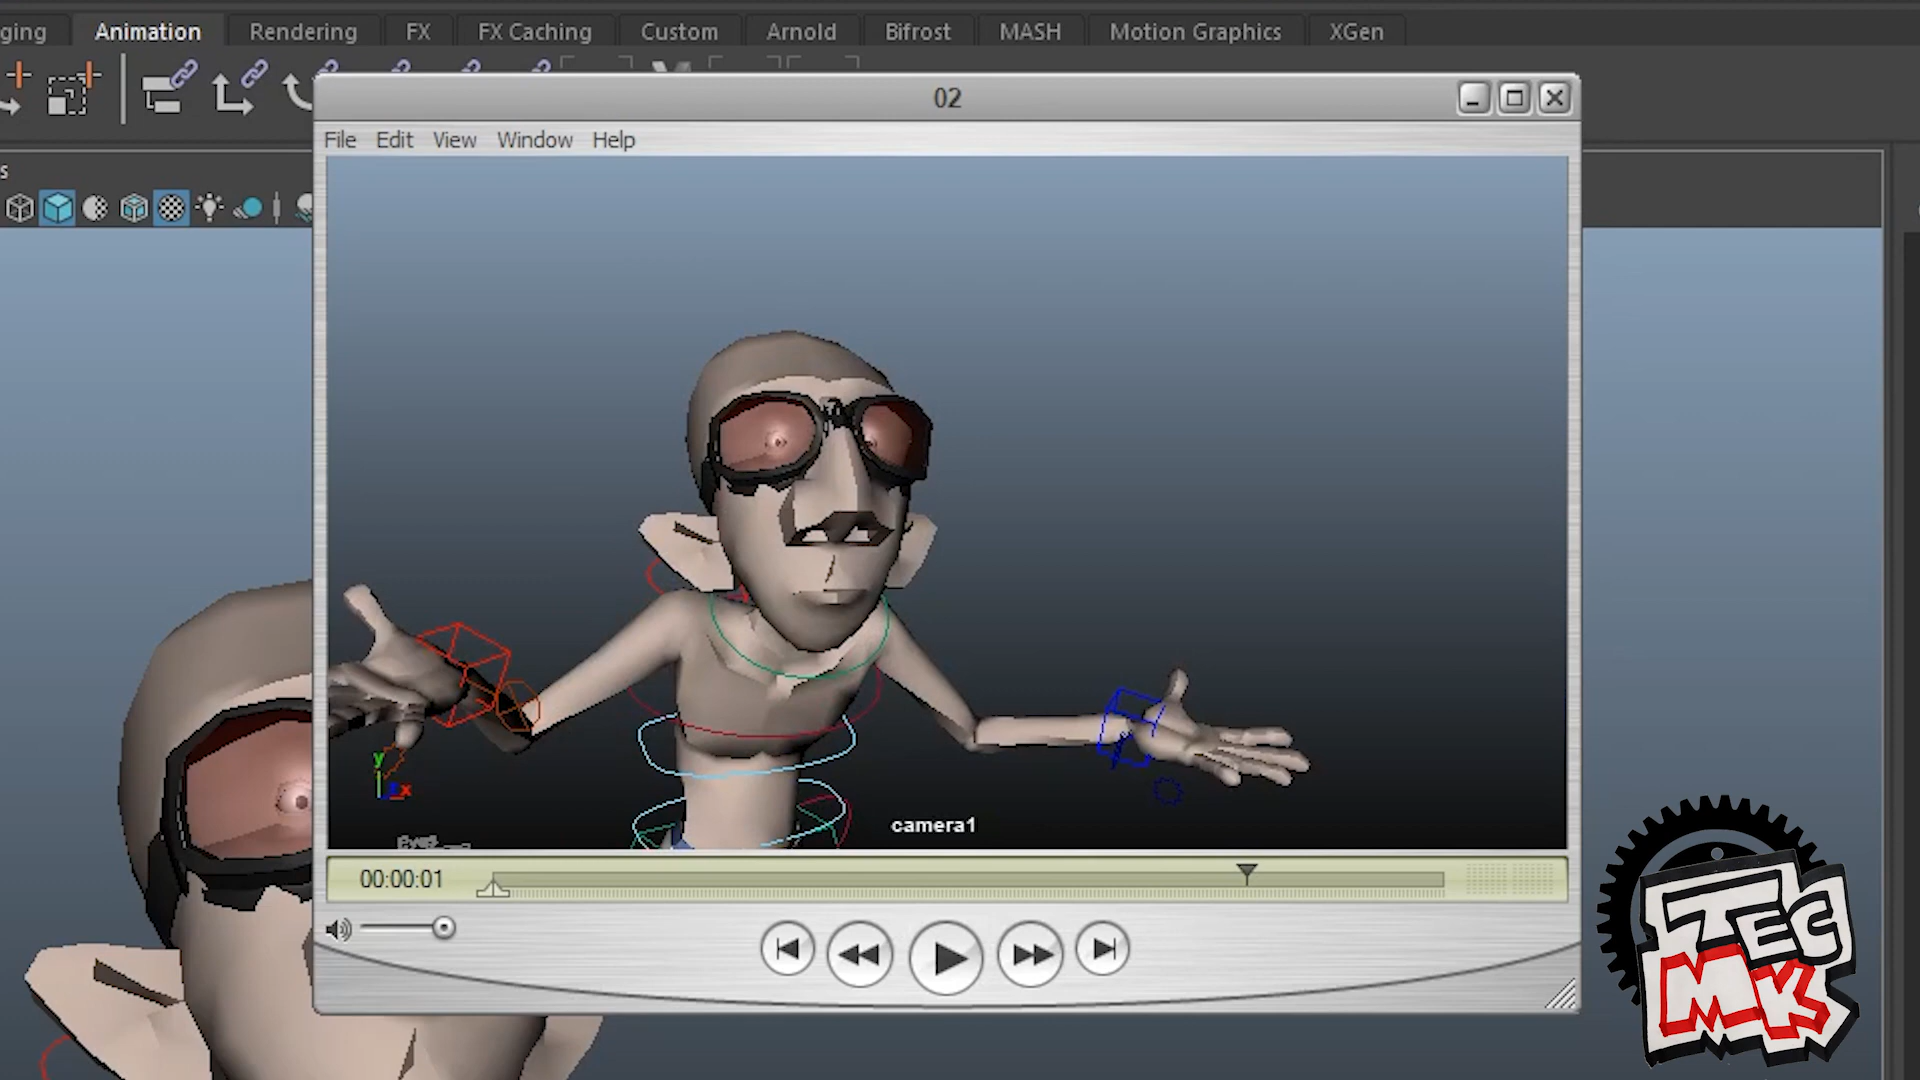 ging Animation Rendering FX FX Caching Custom Arnold Bifrost MASH Motion Graphics XGen
02
File Edit View Window Help
s
y
x
camera1
00:00:01
TEC
MK